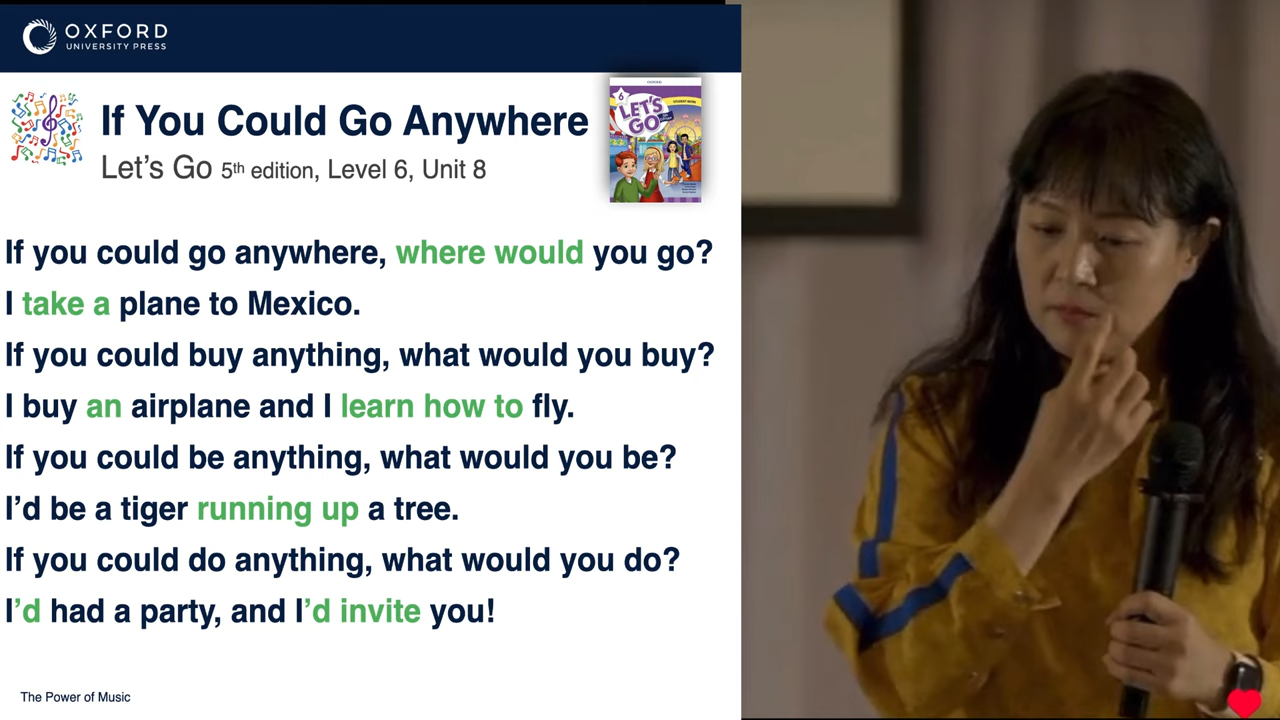 OXFORD
UNIVERSITY PRESS
If You Could Go Anywhere
Let's Go 5th edition, Level 6, Unit 8
OXFORD
6
STUDENT BOOK
LET'S
GO
If you could go anywhere, where would you go?
I take a plane to Mexico.
If you could buy anything, what would you buy?
I buy an airplane and I learn how to fly.
If you could be anything, what would you be?
I'd be a tiger running up a tree.
If you could do anything, what would you do?
I'd had a party, and I'd invite you!
The Power of Music